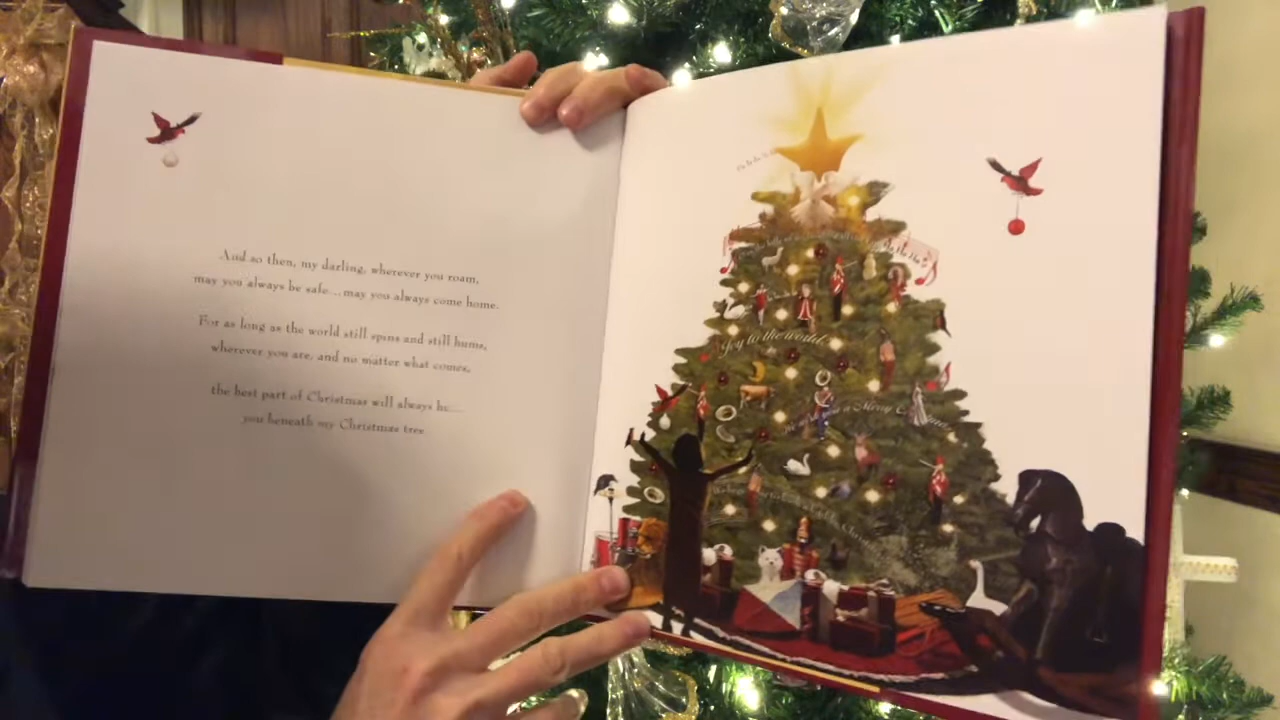 And so then, my darling, wherever you roam,
may you always be safe...may you always come home.
For as long as the world still spins and still hums,
wherever you are, and no matter what comes,
the best part of Christmas will always be...
you beneath my Christmas tree.
Joy to the world